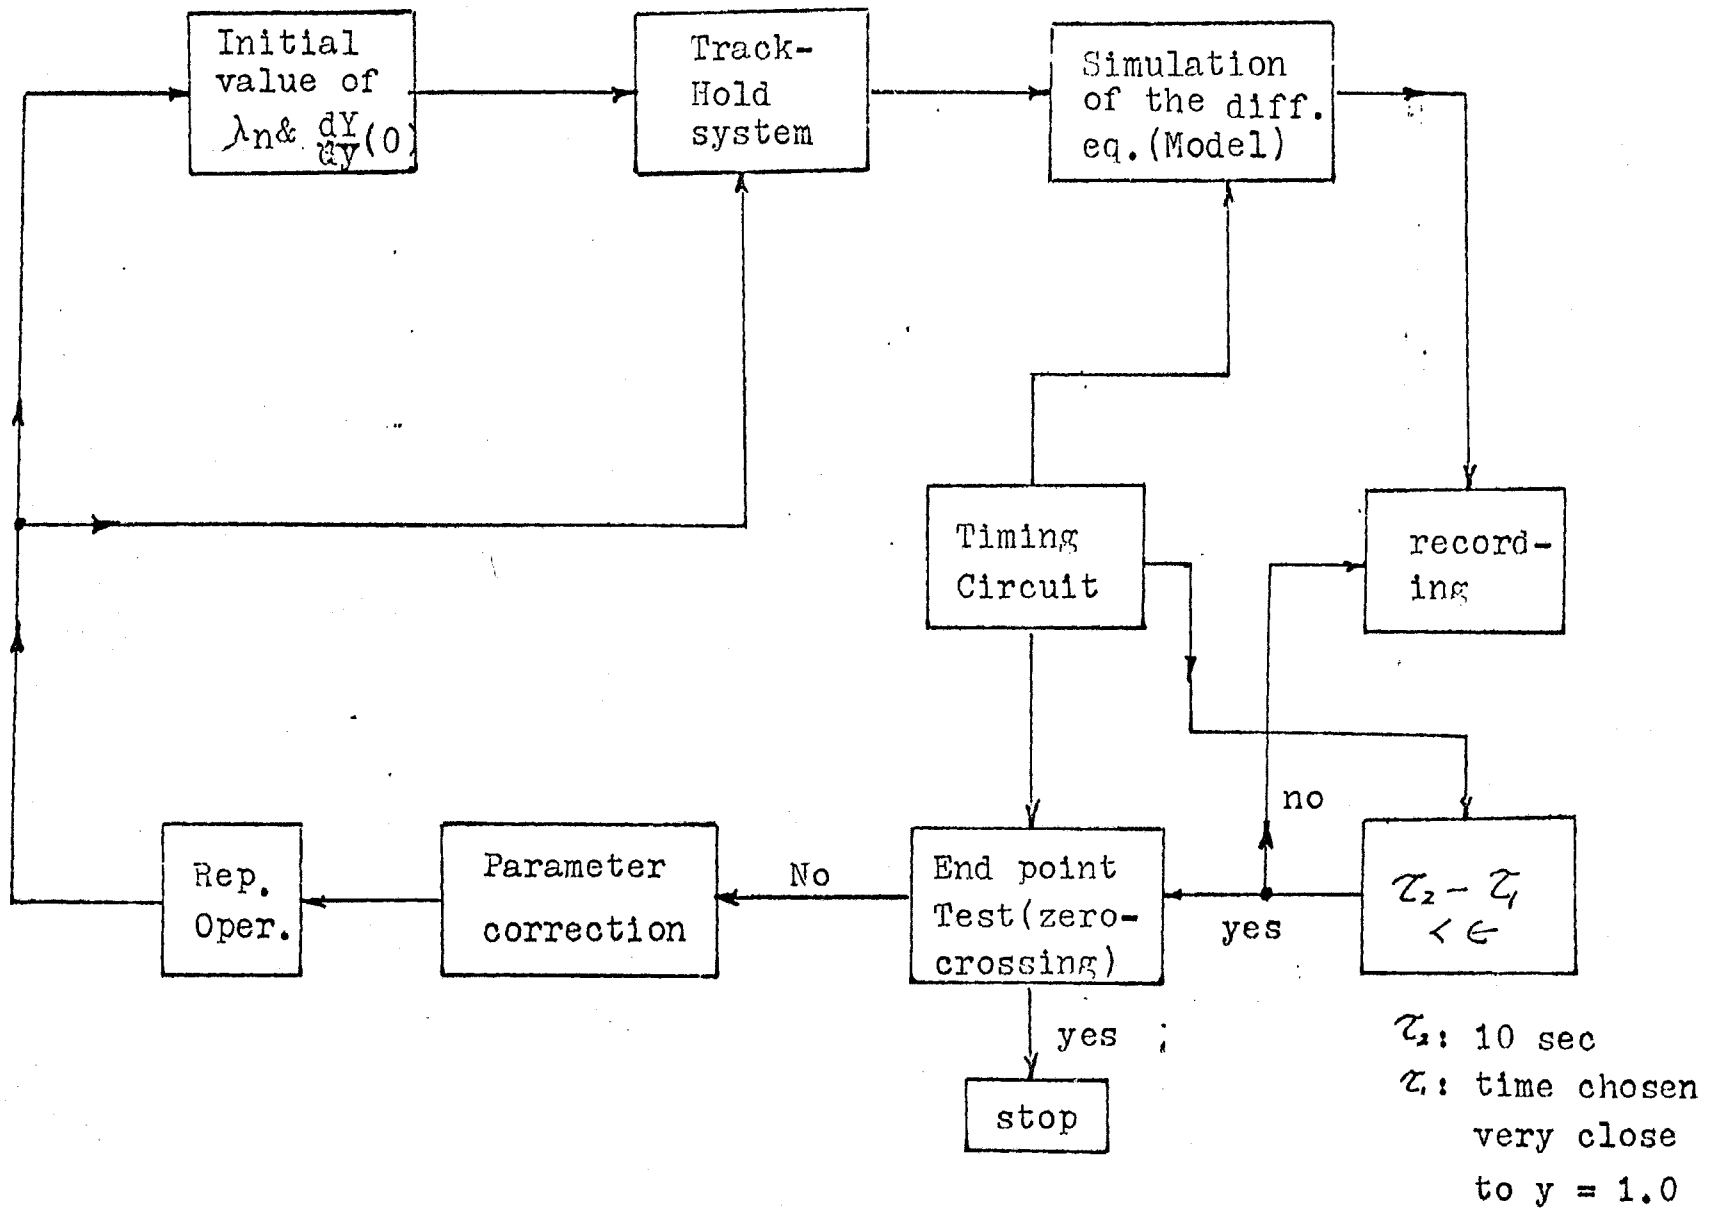 Initial
value of
λn& dY/dy(0)
Track-
Hold
system
Simulation
of the diff.
eq.(Model)
Timing
Circuit
record-
ing
no
Rep.
Oper.
Parameter
correction
No
End point
Test(zero-
crossing)
yes
τ₂ - τ₁
< ϵ
yes
stop
τ₂: 10 sec
τ₁: time chosen
very close
to y = 1.0